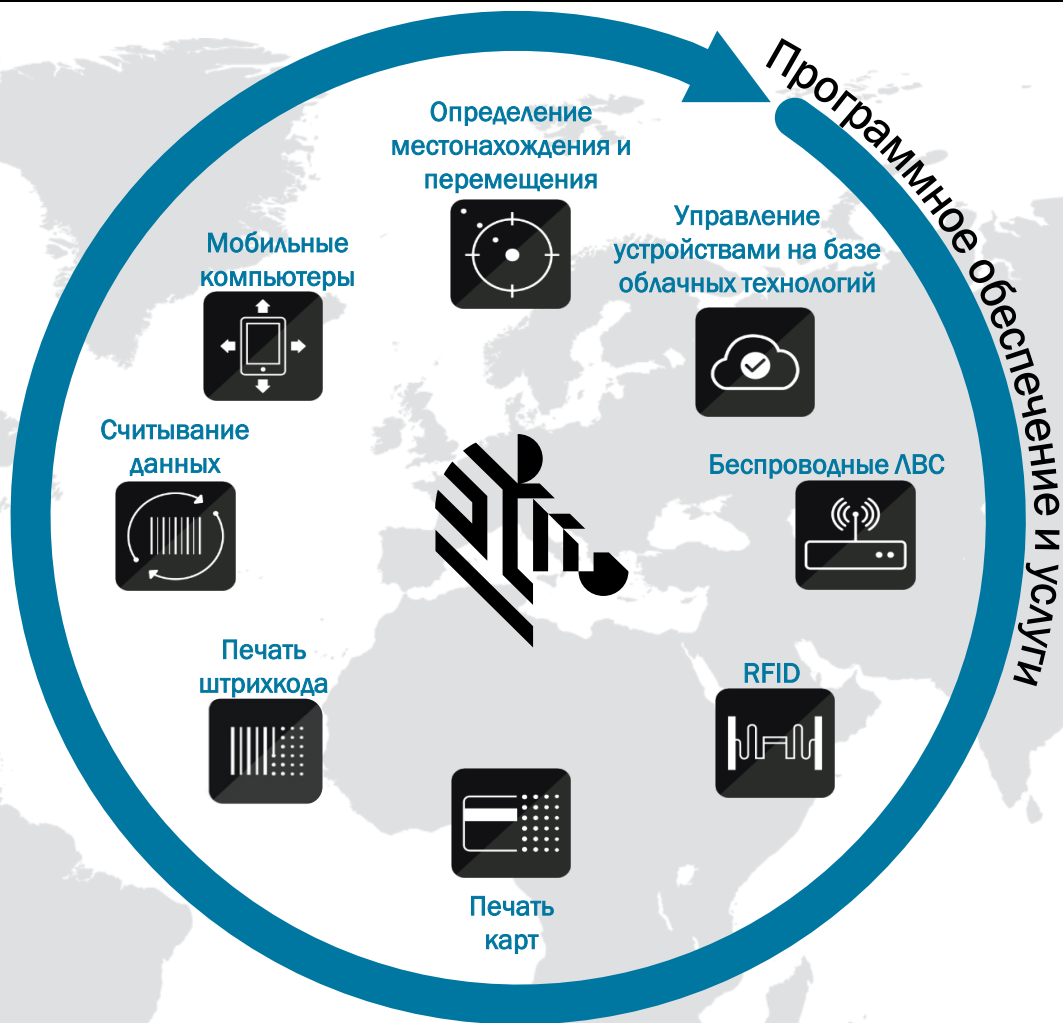 Программное обеспечение и услуги
Определение
местонахождения и
перемещения
Управление
устройствами на базе
облачных технологий
Мобильные
компьютеры
Считывание
данных
Беспроводные ЛВС
Печать
штрихкода
RFID
Печать
карт